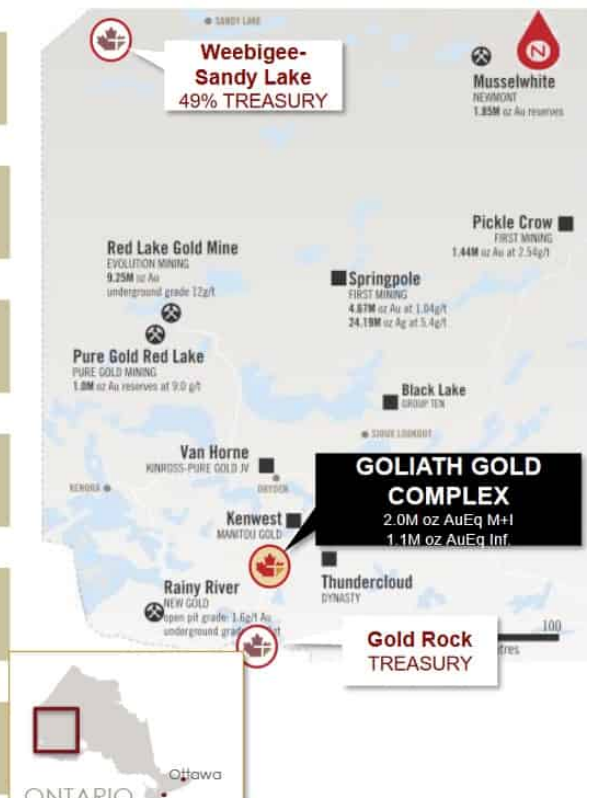 SANDY LAKE
Weebigee-
Sandy Lake
49% TREASURY
N
Musselwhite
NEWMONT
1.85M oz Au reserves
Pickle Crow
FIRST MINING
1.44M oz Au at 2.54g/t
Red Lake Gold Mine
EVOLUTION MINING
9.25M oz Au
underground grade 12g/t
Springpole
FIRST MINING
4.67M oz Au at 1.04g/t
24.19M oz Ag at 5.4g/t
Pure Gold Red Lake
PURE GOLD MINING
1.0M oz Au reserves at 9.0 g/t
Black Lake
GROUP TEN
SIOUX LOOKOUT
Van Horne
KINROSS-PURE GOLD JV
KENORA
DRYDEN
GOLIATH GOLD
COMPLEX
2.0M oz AuEq M+I
1.1M oz AuEq Inf.
Kenwest
MANITOU GOLD
Thundercloud
DYNASTY
Rainy River
NEW GOLD
open pit grade: 1.6g/t Au
underground
100
Gold Rock
TREASURY
Ottawa
ONTARIO